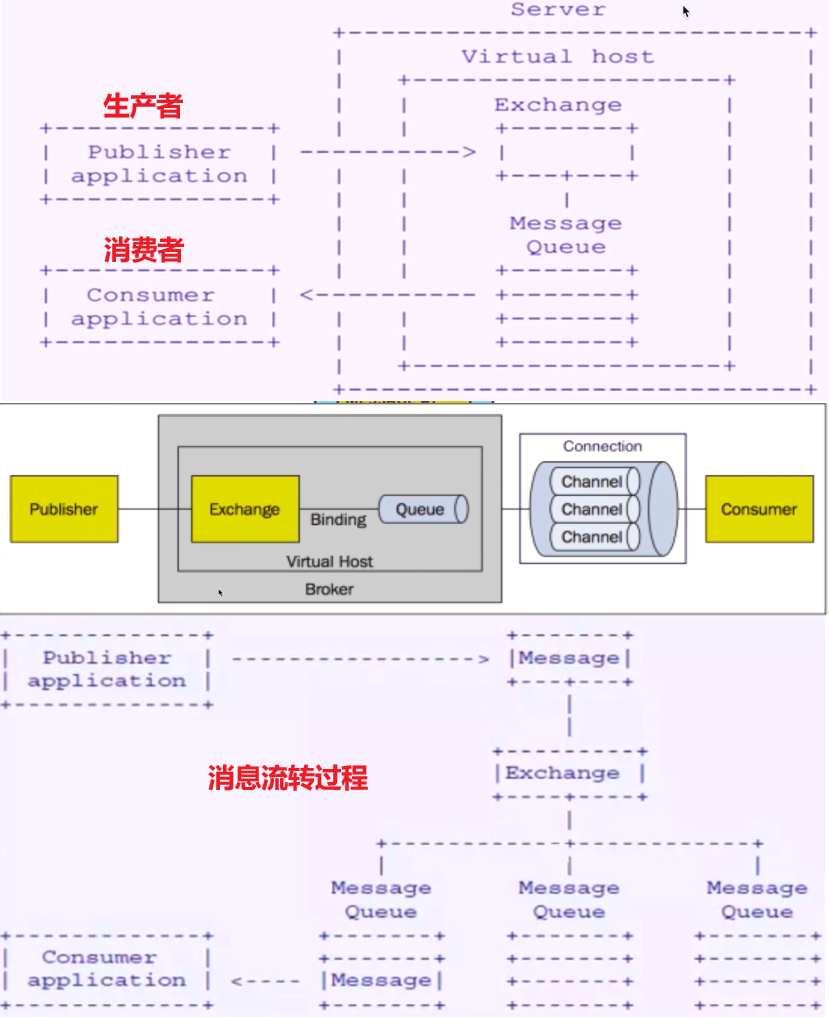 Server
Virtual host
生产者
Exchange
Publisher
application
Message
Queue
消费者
Consumer
application
Connection
Channel
Publisher
Exchange
Queue
Channel
Consumer
Binding
Channel
Virtual Host
Broker
Publisher
application
Message
消息流转过程
Exchange
Message
Queue
Message
Queue
Message
Queue
Consumer
application
Message